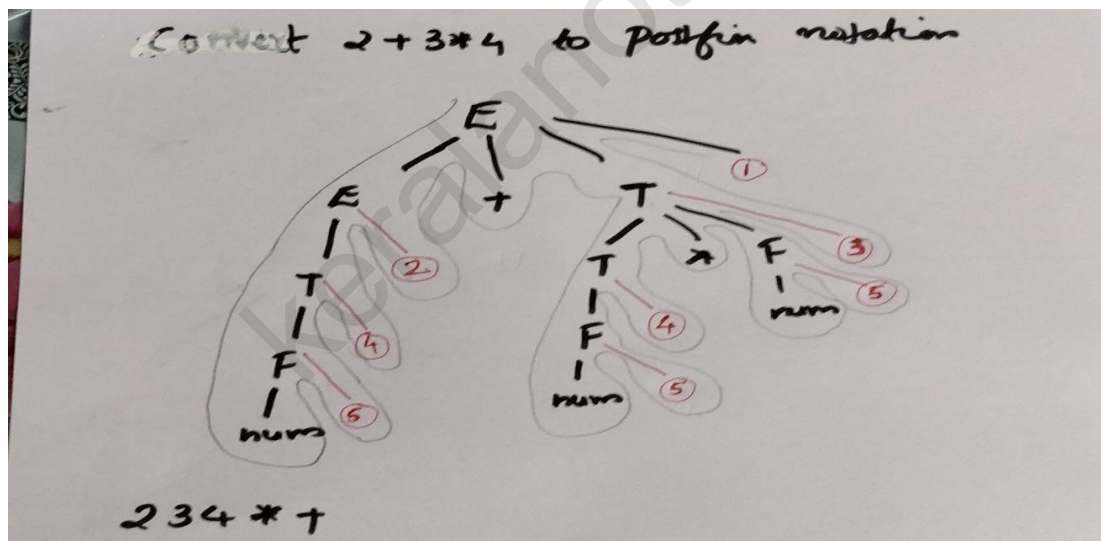 Convert 2 + 3 * 4 to Postfin notation
E
①
E + T
③
T ② T * F
⑤
F ④ F ④ num
num ⑤ num ⑤
2 3 4 * +